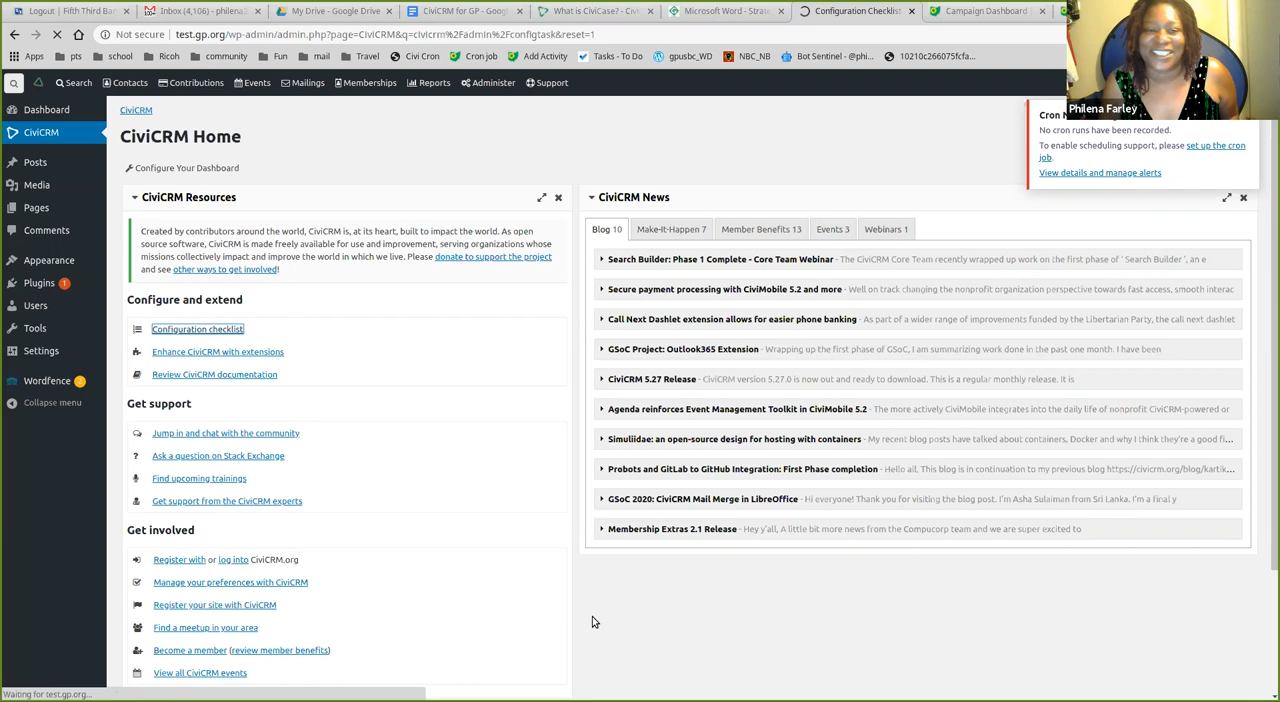 Logout | Fifth Third Ban
Inbox (4,106) - philena2
My Drive - Google Drive
CiviCRM for GP - Google
What is CiviCase? - Civi
Microsoft Word - Strate
Configuration Checklist
Campaign Dashboard
Not secure | test.gp.org/wp-admin/admin.php?page=CiviCRM&q=civicrm%2Fadmin%2Fconfigtask&reset=1
Apps pts school Ricoh community Fun mail Travel Civi Cron Cron job Add Activity Tasks - To Do gpusbc_WD NBC_NB Bot Sentinel - @phi... 10210c266075fc3...
Search Contacts Contributions Events Mailings Memberships Reports Administer Support
Philena Farley
Dashboard
CiviCRM
Posts
Media
Pages
Comments
Appearance
Plugins 1
Users
Tools
Settings
Wordfence 2
Collapse menu
CiviCRM
CiviCRM Home
Configure Your Dashboard
Cron N
No cron runs have been recorded.
To enable scheduling support, please set up the cron
job.
View details and manage alerts
CiviCRM Resources
Created by contributors around the world, CiviCRM is, at its heart, built to impact the world. As open
source software, CiviCRM is made freely available for use and improvement, serving organizations whose
missions collectively impact and improve the world in which we live. Please donate to support the project
and see other ways to get involved!
Configure and extend
Configuration checklist
Enhance CiviCRM with extensions
Review CiviCRM documentation
Get support
Jump in and chat with the community
Ask a question on Stack Exchange
Find upcoming trainings
Get support from the CiviCRM experts
Get involved
Register with or log into CiviCRM.org
Manage your preferences with CiviCRM
Register your site with CiviCRM
Find a meetup in your area
Become a member (review member benefits)
View all CiviCRM events
CiviCRM News
Blog 10 Make-It-Happen 7 Member Benefits 13 Events 3 Webinars 1
Search Builder: Phase 1 Complete - Core Team Webinar - The CiviCRM Core Team recently wrapped up work on the first phase of ' Search Builder ', an e
Secure payment processing with CiviMobile 5.2 and more - Well on track changing the nonprofit organization perspective towards fast access, smooth interac
Call Next Dashlet extension allows for easier phone banking - As part of a wider range of improvements funded by the Libertarian Party, the call next dashlet
GSoC Project: Outlook365 Extension - Wrapping up the first phase of GSoC, I am summarizing work done in the past one month. I have been
CiviCRM 5.27 Release - CiviCRM version 5.27.0 is now out and ready to download. This is a regular monthly release. It is
Agenda reinforces Event Management Toolkit in CiviMobile 5.2 - The more actively CiviMobile integrates into the daily life of nonprofit CiviCRM-powered or
Simuliidae: an open-source design for hosting with containers - My recent blog posts have talked about containers, Docker and why I think they're a good fi...
Probots and GitLab to GitHub Integration: First Phase completion - Hello all, This blog is in continuation to my previous blog https://civicrm.org/blog/kartik...
GSoC 2020: CiviCRM Mail Merge in LibreOffice - Hi everyone! Thank you for visiting the blog post. I'm Asha Sulaiman from Sri Lanka. I'm a final y
Membership Extras 2.1 Release - Hey y'all, A little bit more news from the Compucorp team and we are super excited to
Waiting for test.gp.org...